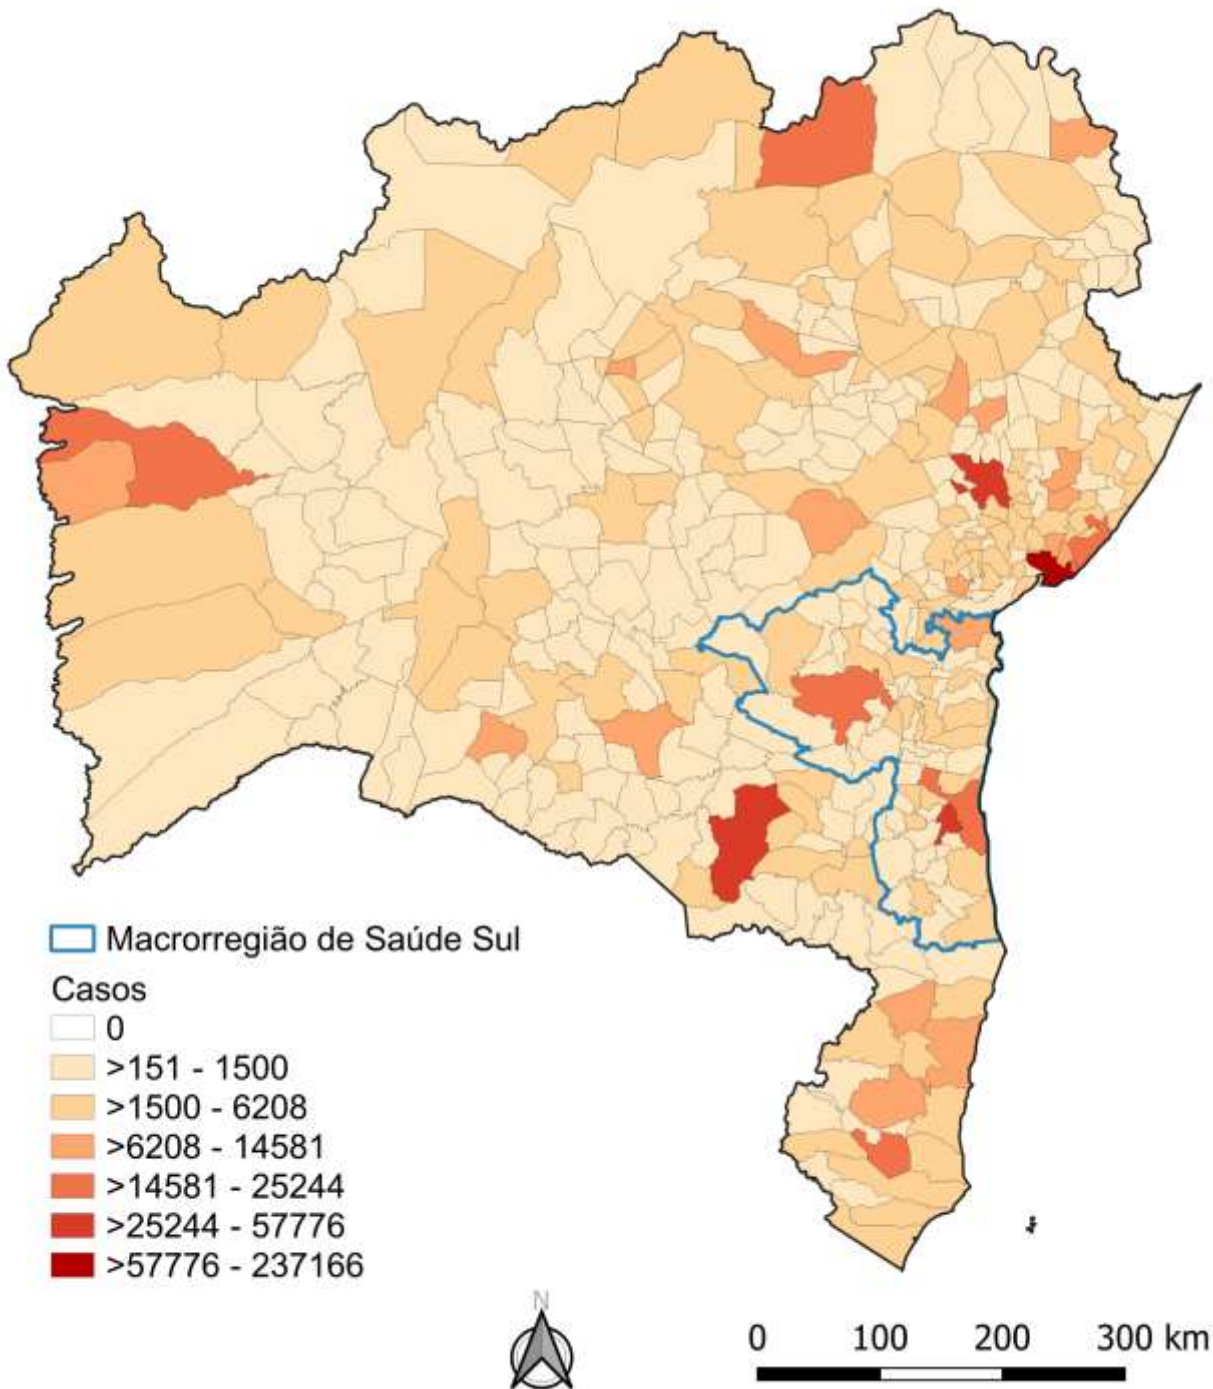 Macrorregião de Saúde Sul
Casos
0
>151 - 1500
>1500 - 6208
>6208 - 14581
>14581 - 25244
>25244 - 57776
>57776 - 237166
N
0 100 200 300 km